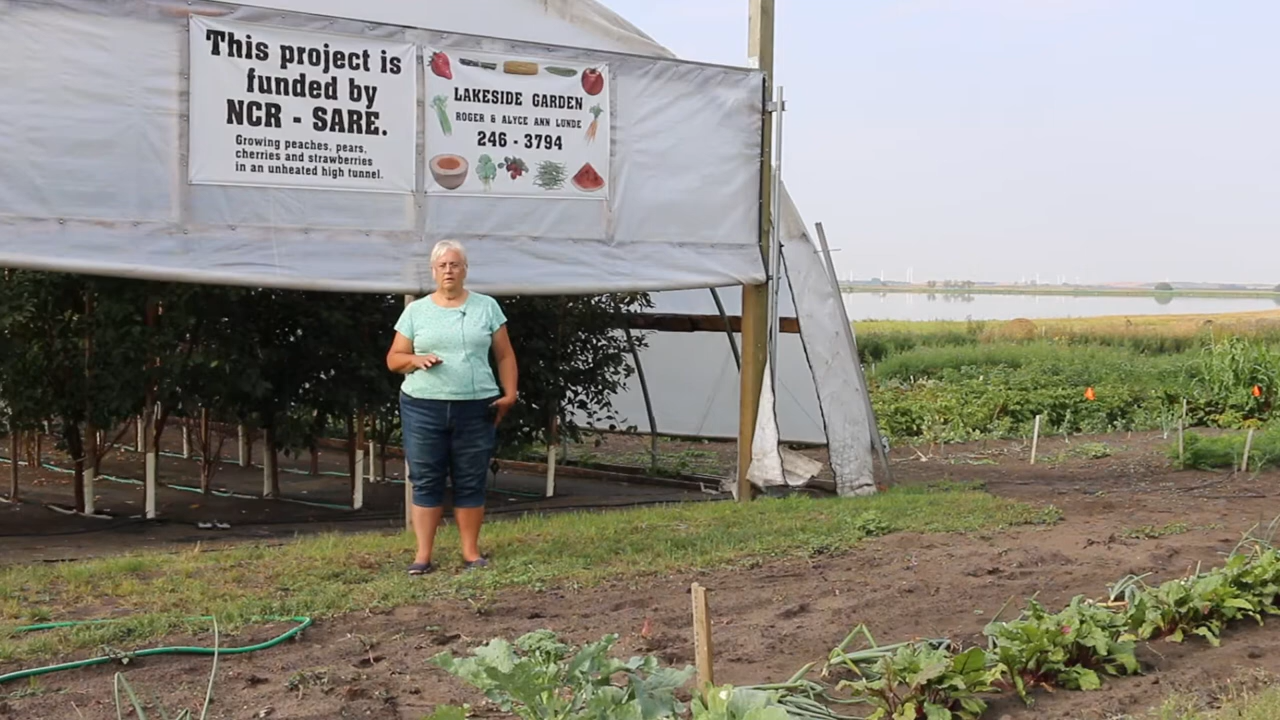 This project is
funded by
NCR - SARE.
Growing peaches, pears,
cherries and strawberries
in an unheated high tunnel.
LAKESIDE GARDEN
ROGER & ALYCE ANN LUNDE
246 - 3794